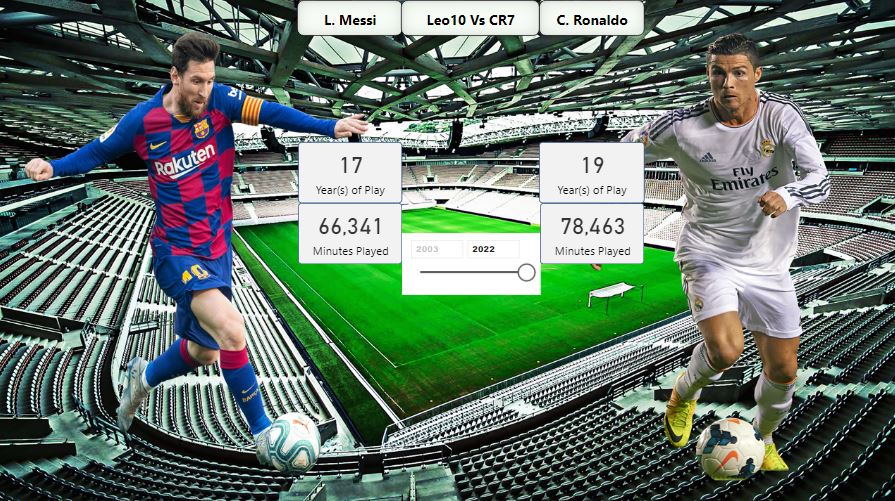 L. Messi
Leo10 Vs CR7
C. Ronaldo
17
Year(s) of Play
66,341
Minutes Played
2003
2022
19
Year(s) of Play
78,463
Minutes Played
Rakuten
Fly
Emirates